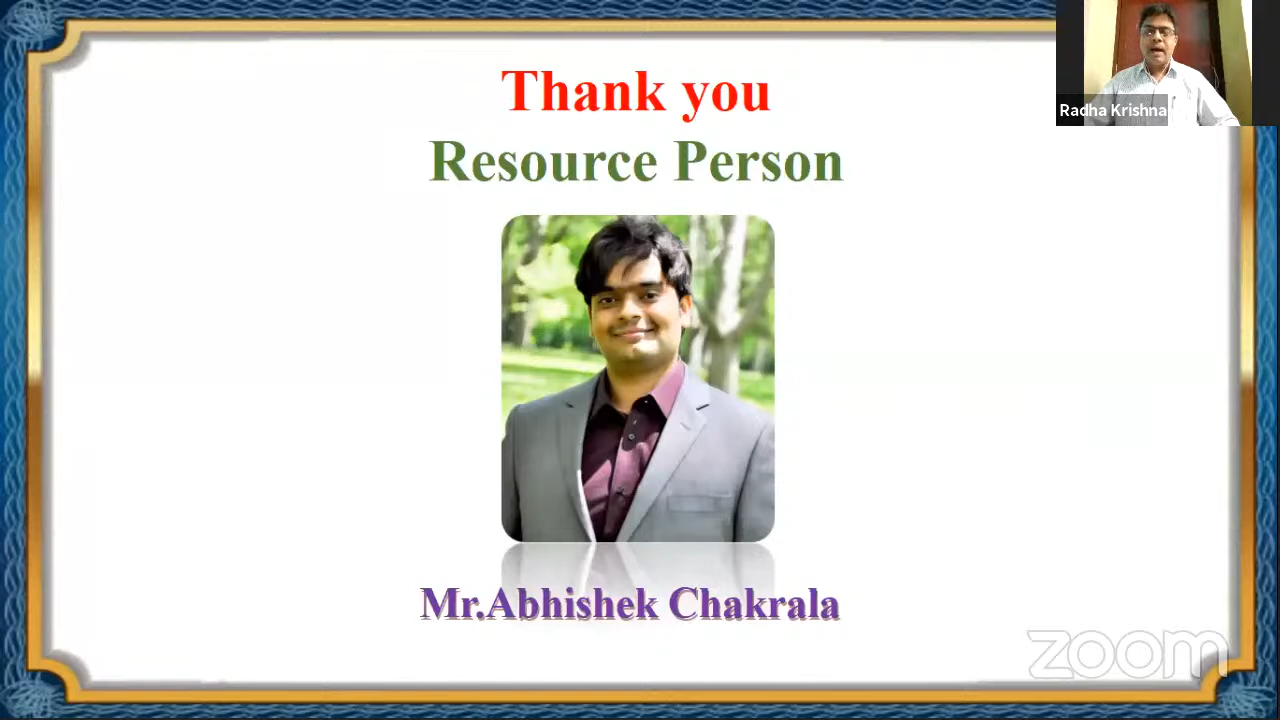 Thank you
Radha Krishna
Resource Person
Mr.Abhishek Chakrala
zoom